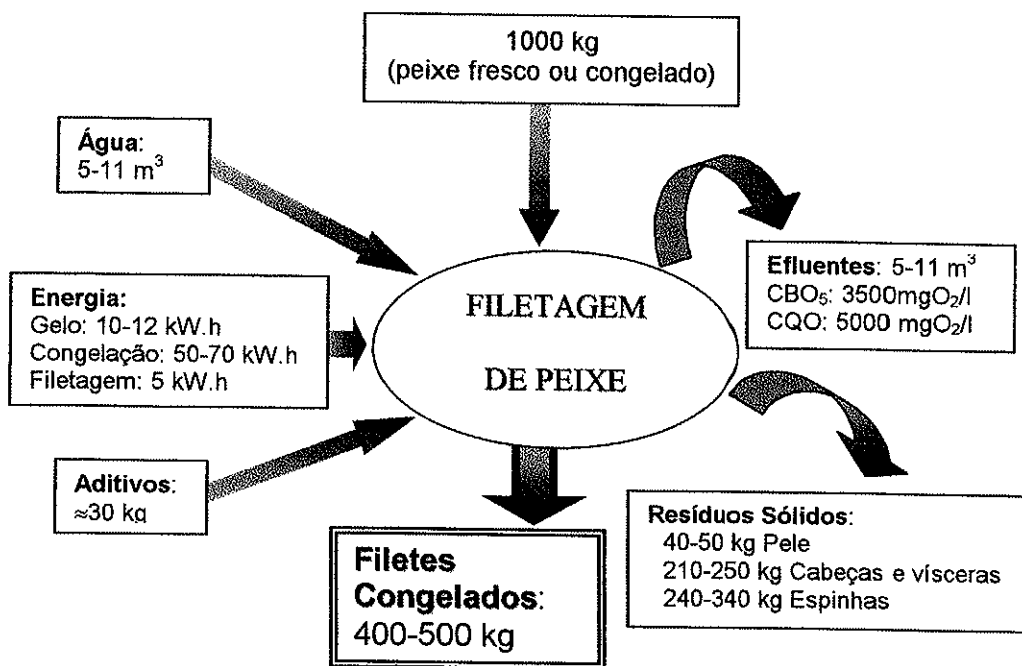 1000 kg
(peixe fresco ou congelado)
Água:
5-11 m³
Energia:
Gelo: 10-12 kW.h
Congelação: 50-70 kW.h
Filetagem: 5 kW.h
Aditivos:
≈30 kg
FILETAGEM
DE PEIXE
Efluentes: 5-11 m³
CBO₅: 3500mgO₂/l
CQO: 5000 mgO₂/l
Resíduos Sólidos:
40-50 kg Pele
210-250 kg Cabeças e vísceras
240-340 kg Espinhas
Filetes
Congelados:
400-500 kg